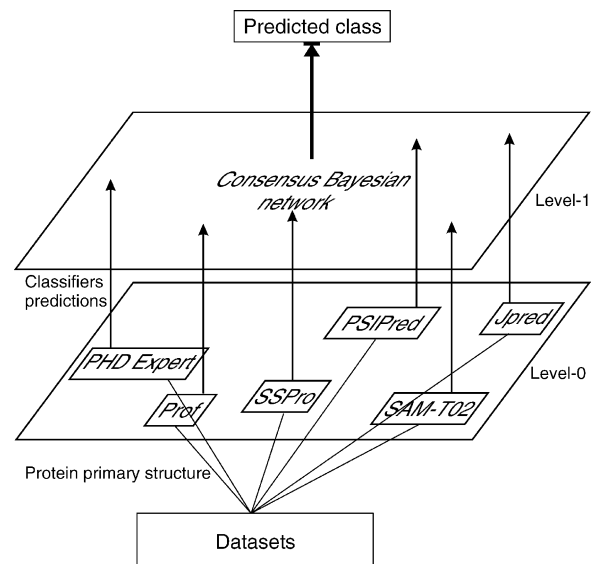 Predicted class
Consensus Bayesian
network
Level-1
Classifiers
predictions
PSIPred
Jpred
PHD Expert
Level-0
SSPro
Prof
SAM-T02
Protein primary structure
Datasets